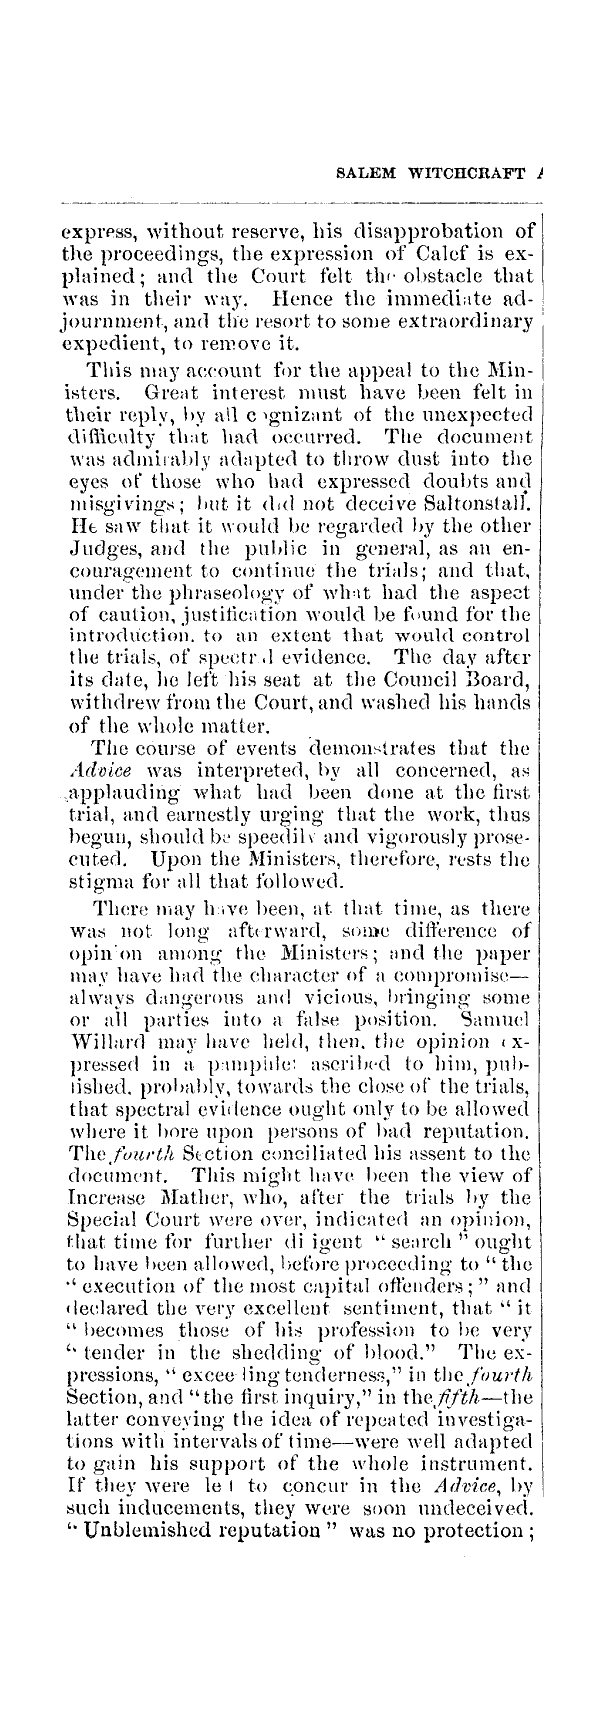 SALEM WITCHCRAFT A
express, without reserve, his disapprobation of
the proceedings, the expression of Calef is ex-
plained; and the Court felt the obstacle that
was in their way. Hence the immediate ad-
journment, and the resort to some extraordinary
expedient, to remove it.
This may account for the appeal to the Min-
isters. Great interest must have been felt in
their reply, by all cognizant of the unexpected
difficulty that had occurred. The document
was admirably adapted to throw dust into the
eyes of those who had expressed doubts and
misgivings; but it did not deceive Saltonstall.
He saw that it would be regarded by the other
Judges, and the public in general, as an en-
couragement to continue the trials; and that,
under the phraseology of what had the aspect
of caution, justification would be found for the
introduction, to an extent that would control
the trials, of spectral evidence. The day after
its date, he left his seat at the Council Board,
withdrew from the Court, and washed his hands
of the whole matter.
The course of events demonstrates that the
Advice was interpreted, by all concerned, as
applauding what had been done at the first
trial, and earnestly urging that the work, thus
begun, should be speedily and vigorously prose-
cuted. Upon the Ministers, therefore, rests the
stigma for all that followed.
There may have been, at that time, as there
was not long afterward, some difference of
opinion among the Ministers; and the paper
may have had the character of a compromise—
always dangerous and vicious, bringing some
or all parties into a false position. Samuel
Willard may have held, then, the opinion ex-
pressed in a pamphlet ascribed to him, pub-
lished, probably, towards the close of the trials,
that spectral evidence ought only to be allowed
where it bore upon persons of bad reputation.
The fourth Section conciliated his assent to the
document. This might have been the view of
Increase Mather, who, after the trials by the
Special Court were over, indicated an opinion,
that time for further diligent “ search ” ought
to have been allowed, before proceeding to “ the
“ execution of the most capital offenders; ” and
declared the very excellent sentiment, that “ it
“ becomes those of his profession to be very
“ tender in the shedding of blood.” The ex-
pressions, “ exceeding tenderness,” in the fourth
Section, and “ the first inquiry,” in the fifth—the
latter conveying the idea of repeated investiga-
tions with intervals of time—were well adapted
to gain his support of the whole instrument.
If they were led to concur in the Advice, by
such inducements, they were soon undeceived.
“ Unblemished reputation ” was no protection;